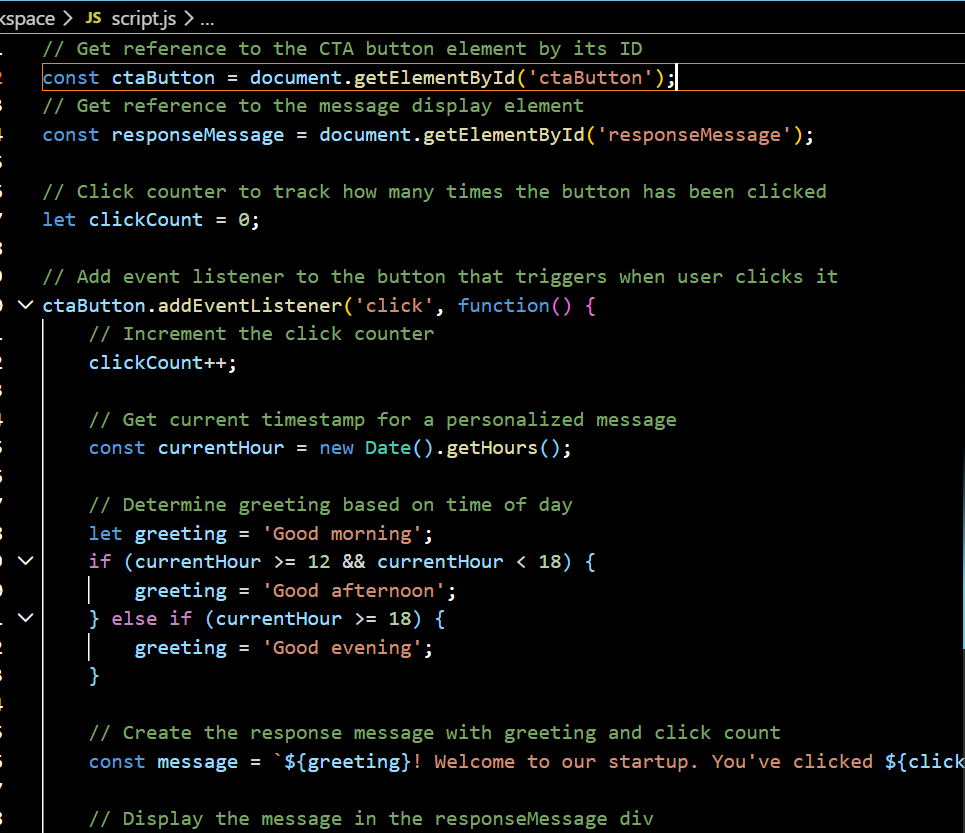 kspace > JS script.js > ...
// Get reference to the CTA button element by its ID
const ctaButton = document.getElementById('ctaButton');
// Get reference to the message display element
const responseMessage = document.getElementById('responseMessage');
// Click counter to track how many times the button has been clicked
let clickCount = 0;
// Add event listener to the button that triggers when user clicks it
ctaButton.addEventListener('click', function() {
// Increment the click counter
clickCount++;
// Get current timestamp for a personalized message
const currentHour = new Date().getHours();
// Determine greeting based on time of day
let greeting = 'Good morning';
if (currentHour >= 12 && currentHour < 18) {
greeting = 'Good afternoon';
} else if (currentHour >= 18) {
greeting = 'Good evening';
}
// Create the response message with greeting and click count
const message = `${greeting}! Welcome to our startup. You've clicked ${click
// Display the message in the responseMessage div